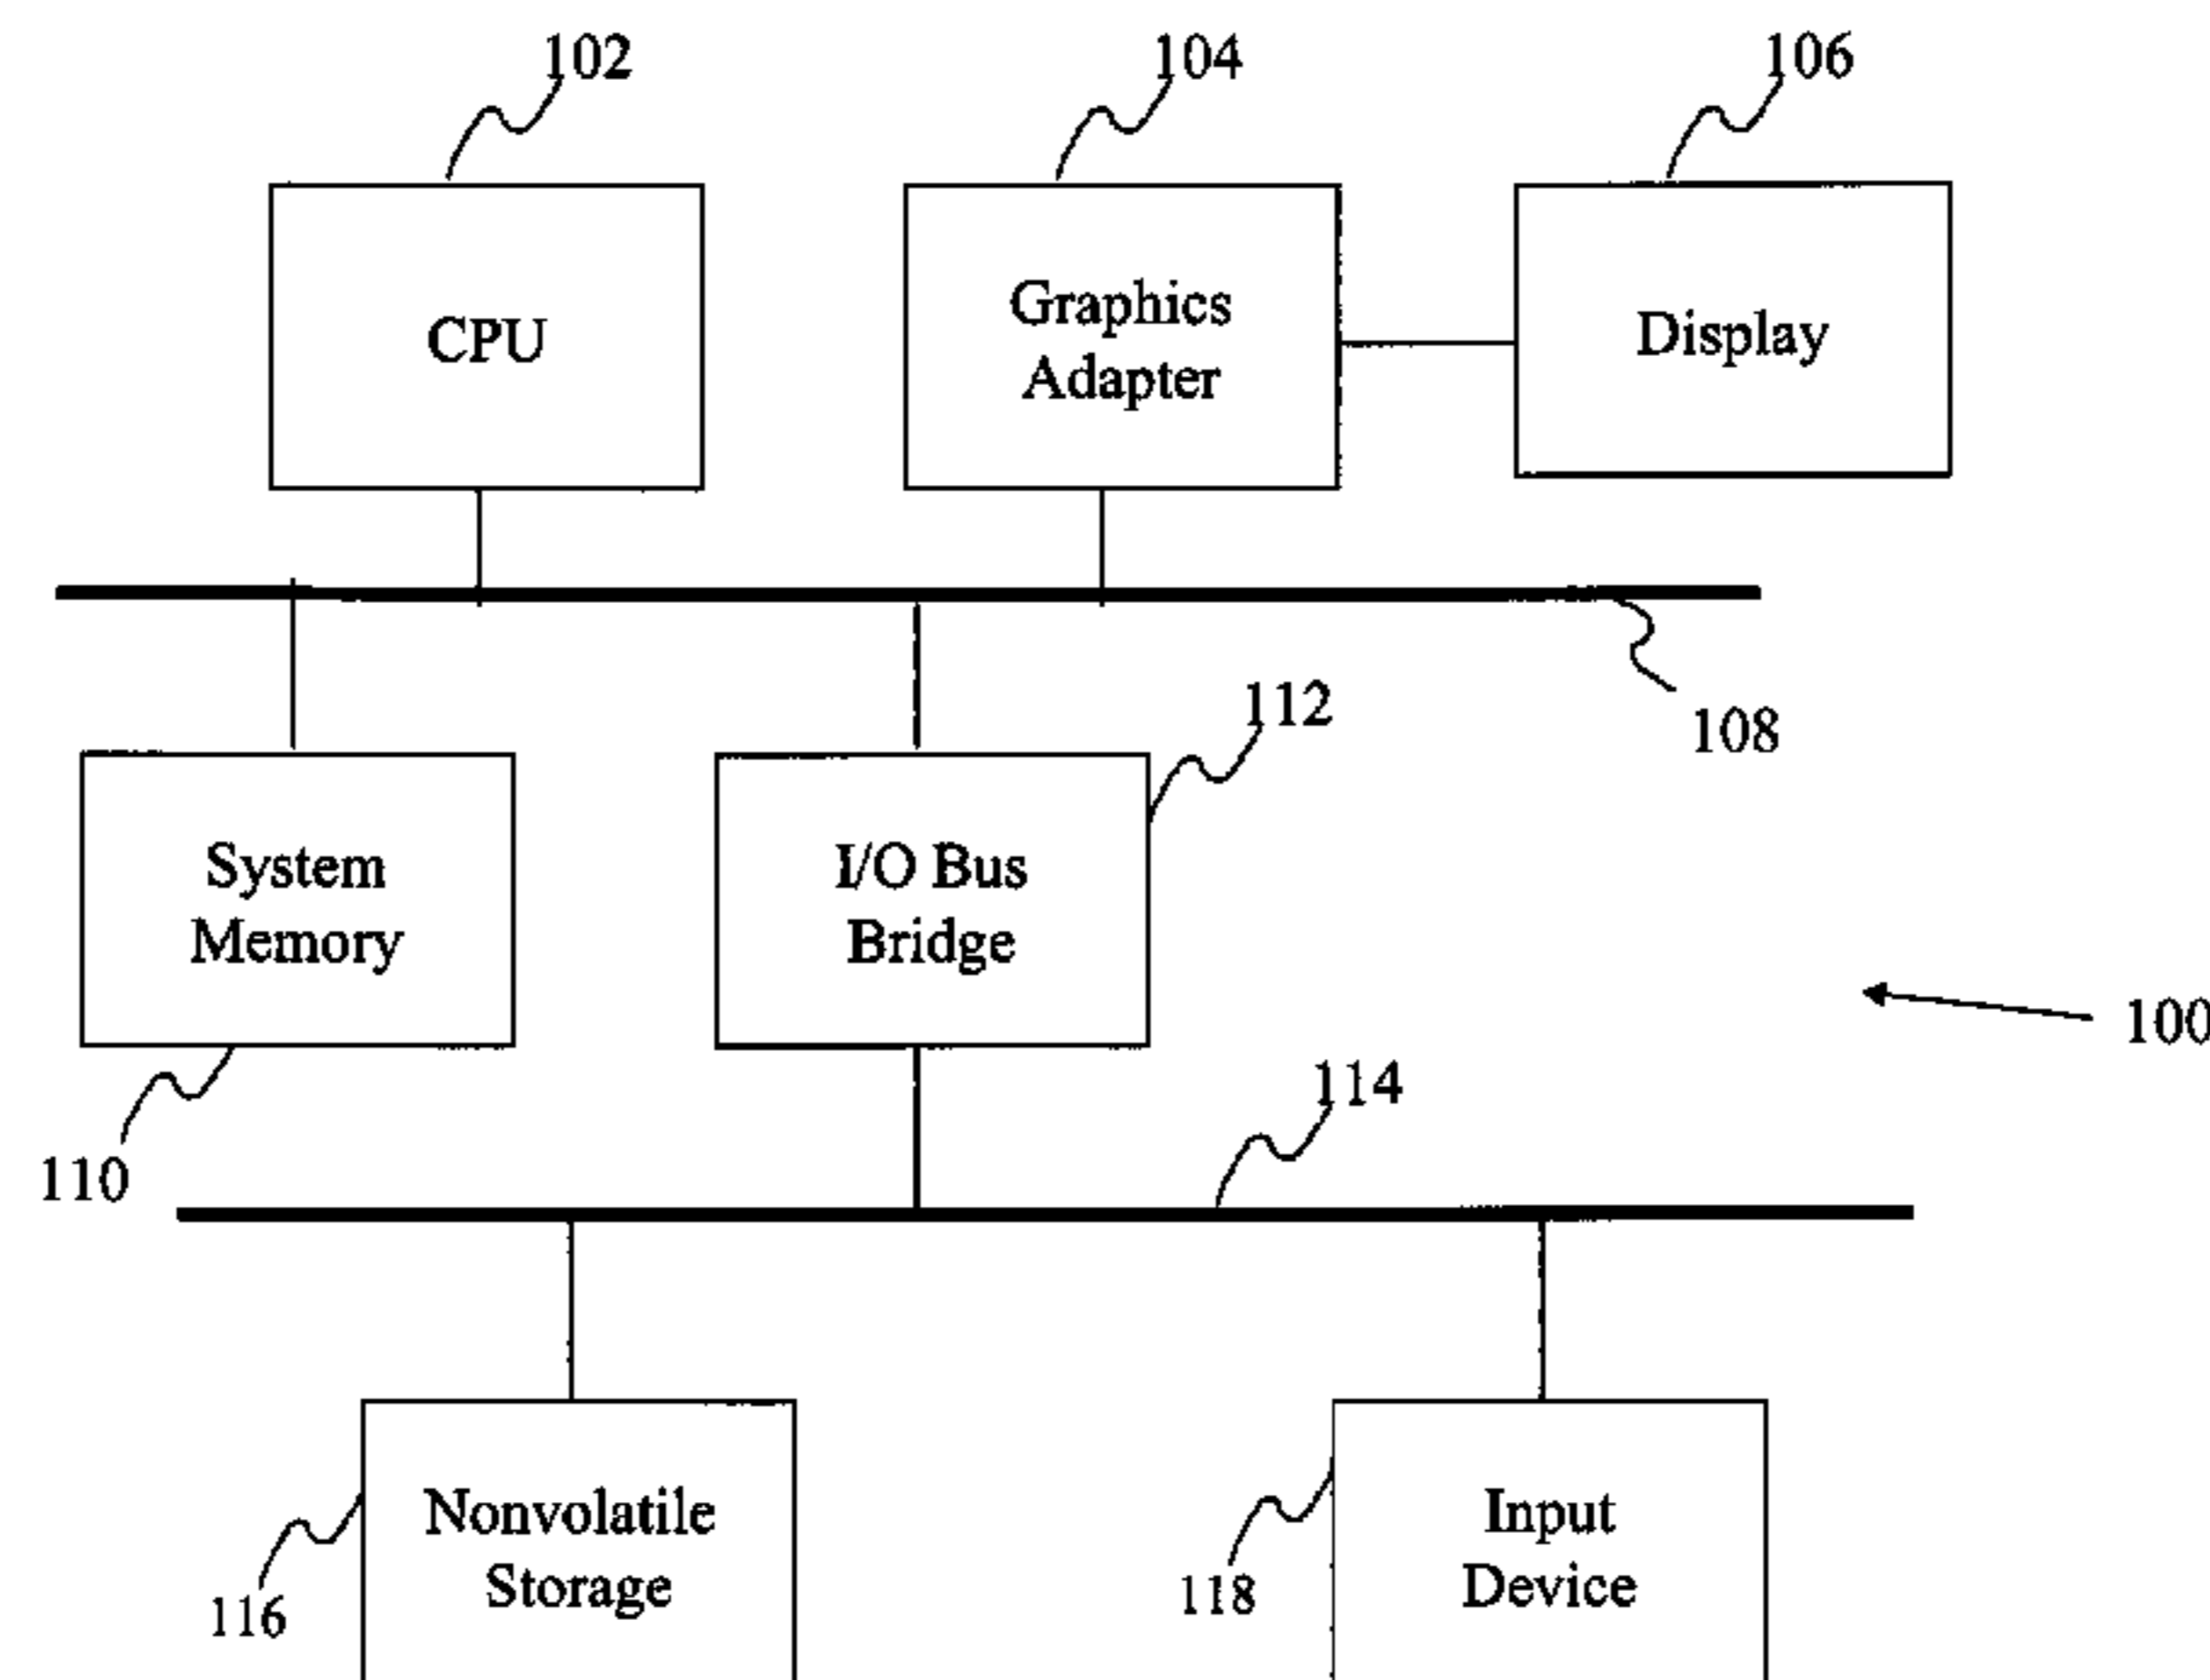 102
104
106
CPU
Graphics
Adapter
Display
108
112
System
Memory
I/O Bus
Bridge
100
114
110
Nonvolatile
Storage
Input
Device
116
118